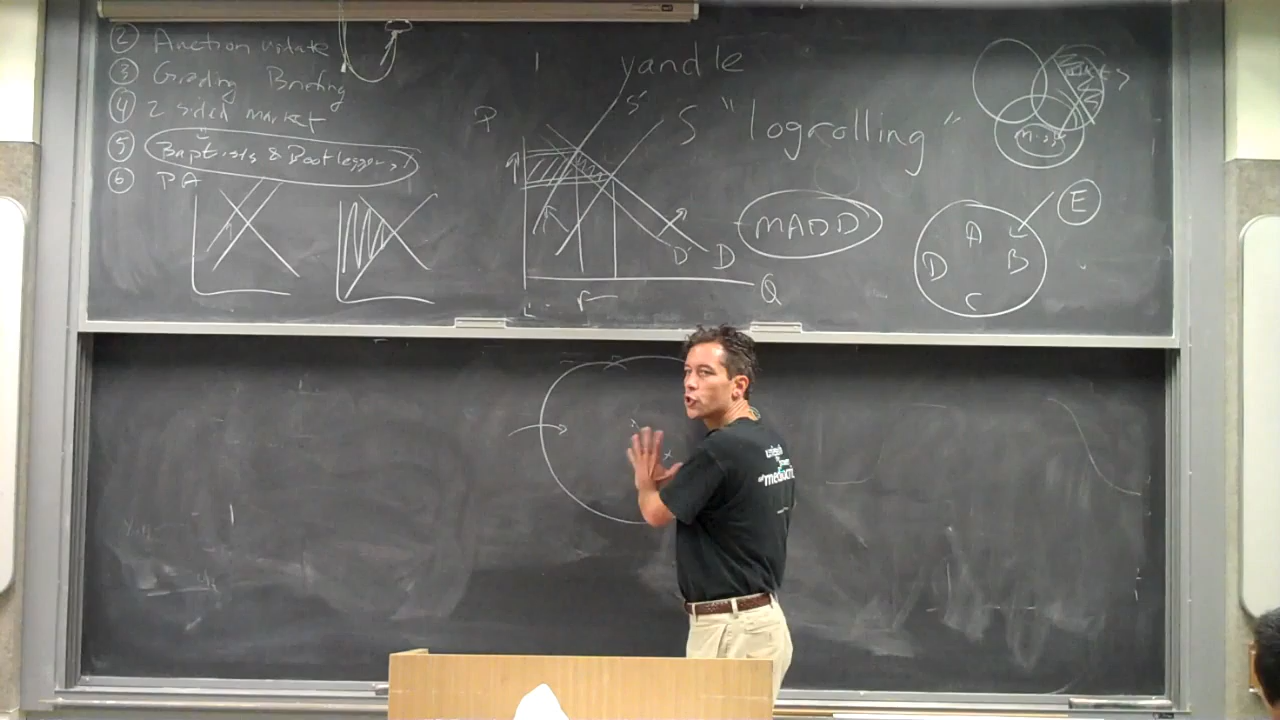 ② Auction update
③ Grading Briefing
④ 2 sided market
⑤ Baptists & Bootleggers
⑥ PA
yandle
"logrolling"
P
S'
S
D'
D
Q
MADD
E
A
B
C
D